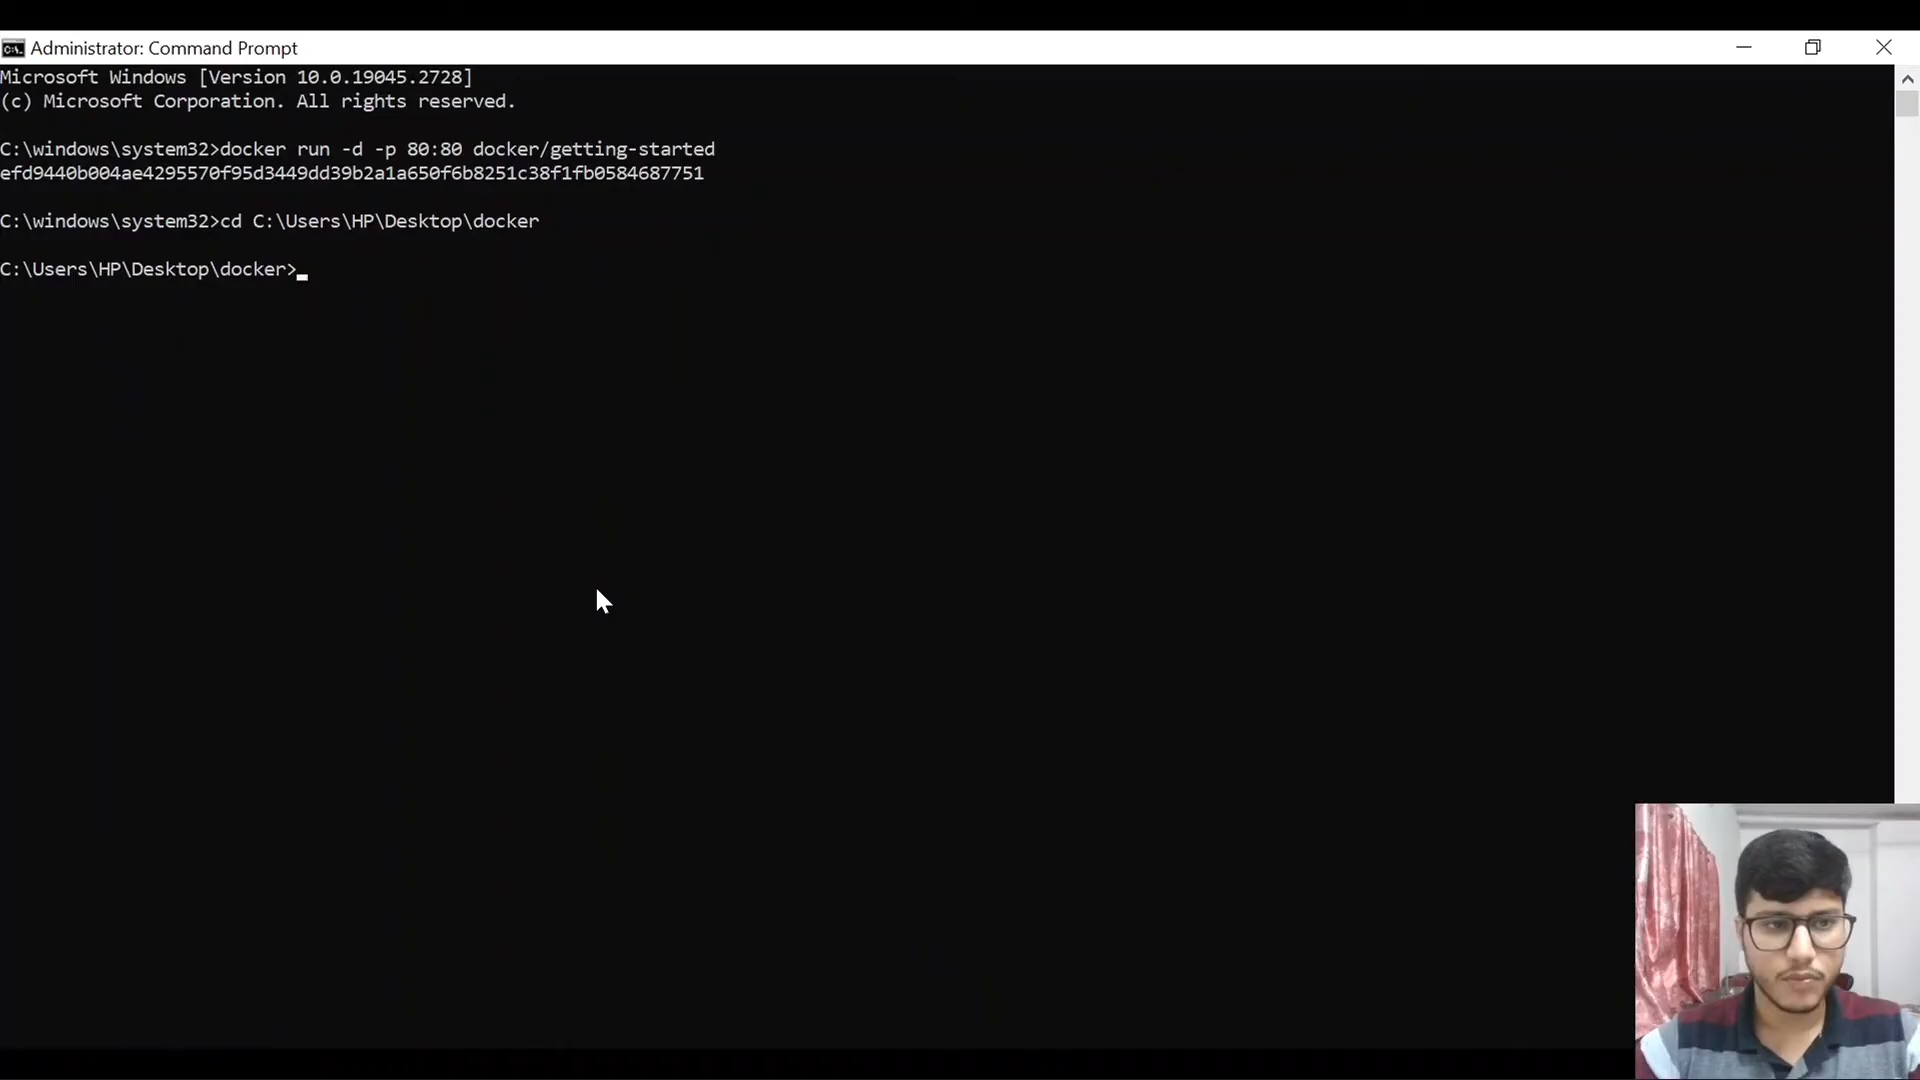 Administrator: Command Prompt
Microsoft Windows [Version 10.0.19045.2728]
(c) Microsoft Corporation. All rights reserved.
C:\windows\system32>docker run -d -p 80:80 docker/getting-started
efd9440b004ae4295570f95d3449dd39b2a1a650f6b8251c38f1fb0584687751
C:\windows\system32>cd C:\Users\HP\Desktop\docker
C:\Users\HP\Desktop\docker>